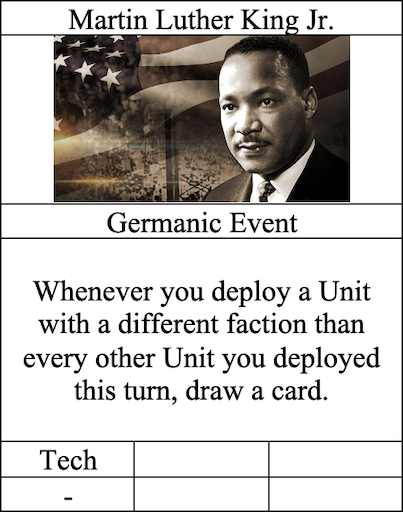 Martin Luther King Jr.
Germanic Event
Whenever you deploy a Unit
with a different faction than
every other Unit you deployed
this turn, draw a card.
Tech
-